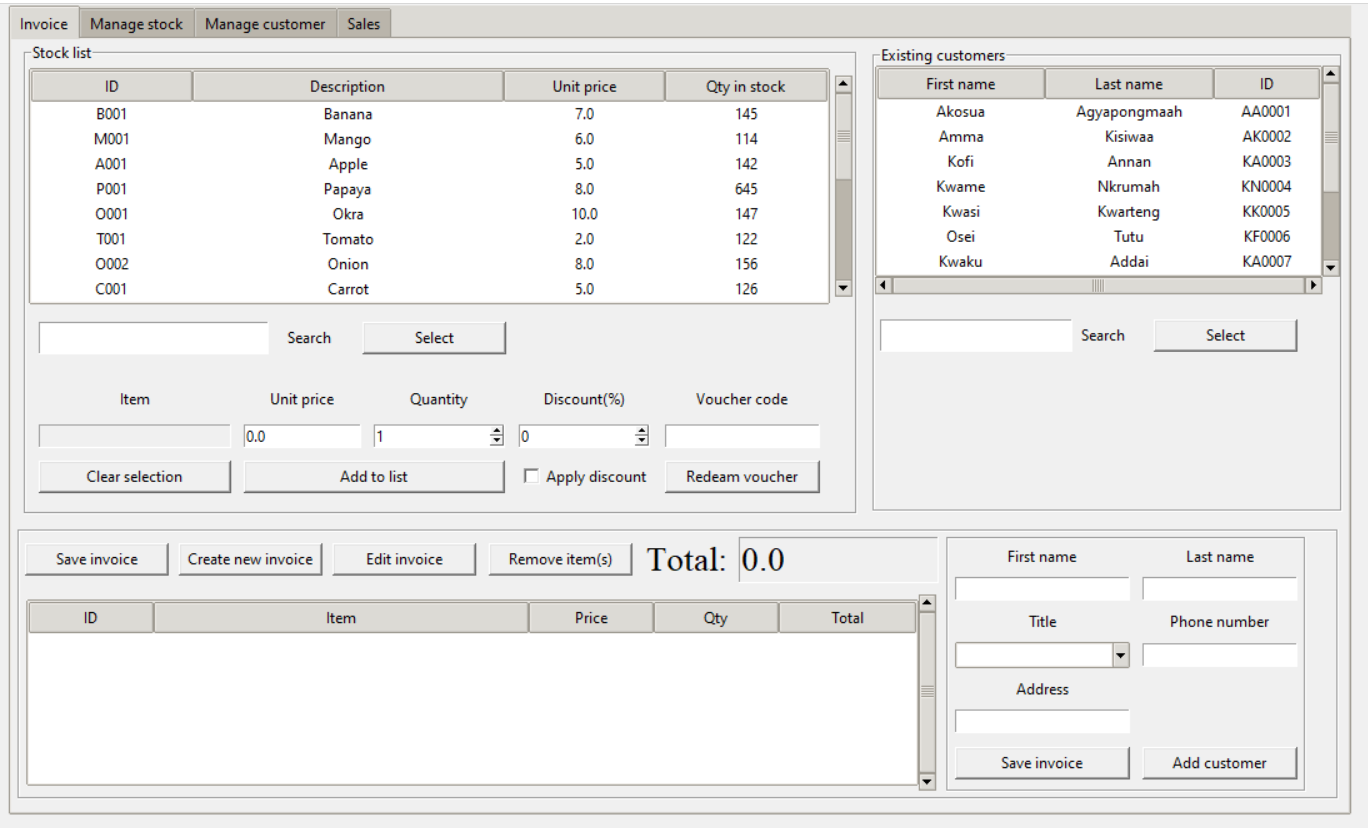 Invoice Manage stock Manage customer Sales
Stock list
ID Description Unit price Qty in stock
B001 Banana 7.0 145
M001 Mango 6.0 114
A001 Apple 5.0 142
P001 Papaya 8.0 645
O001 Okra 10.0 147
T001 Tomato 2.0 122
O002 Onion 8.0 156
C001 Carrot 5.0 126
Search Select
Item Unit price Quantity Discount(%) Voucher code
0.0 1 0
Clear selection Add to list Apply discount Redeam voucher
Existing customers
First name Last name ID
Akosua Agyapongmaah AA0001
Amma Kisiwaa AK0002
Kofi Annan KA0003
Kwame Nkrumah KN0004
Kwasi Kwarteng KK0005
Osei Tutu KF0006
Kwaku Addai KA0007
Search Select
Save invoice Create new invoice Edit invoice Remove item(s) Total: 0.0
ID Item Price Qty Total
First name Last name
Title Phone number
Address
Save invoice Add customer